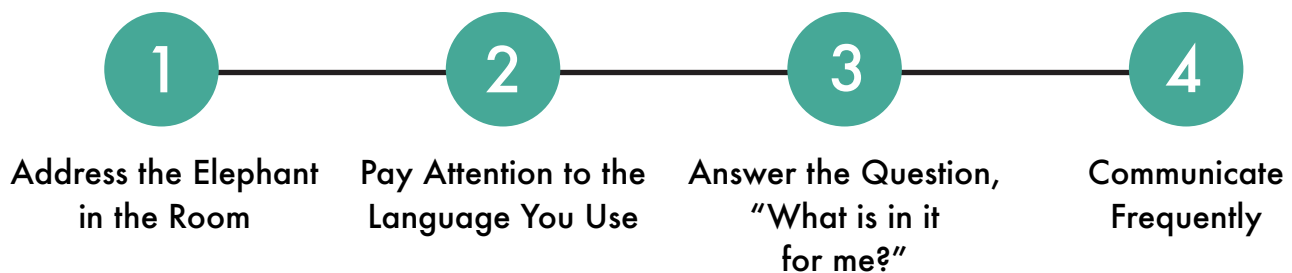 1
2
3
4
Address the Elephant
in the Room
Pay Attention to the
Language You Use
Answer the Question,
“What is in it
for me?”
Communicate
Frequently